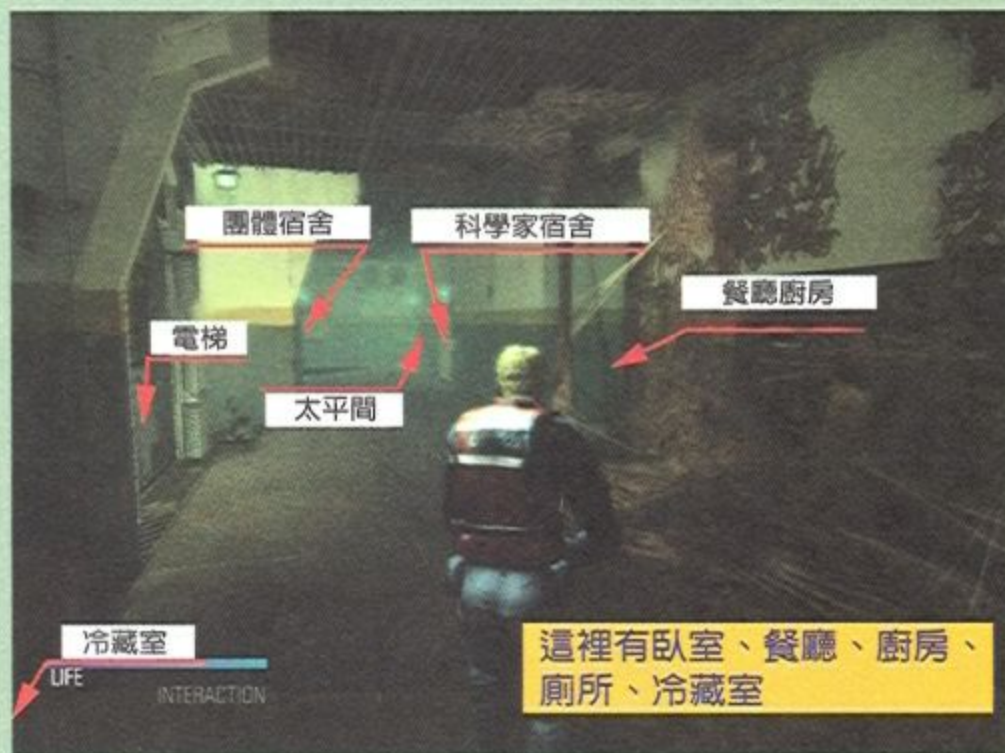 團體宿舍
科學家宿舍
餐廳廚房
電梯
太平間
冷藏室
LIFE
INTERACTION
這裡有臥室、餐廳、廚房、
廁所、冷藏室